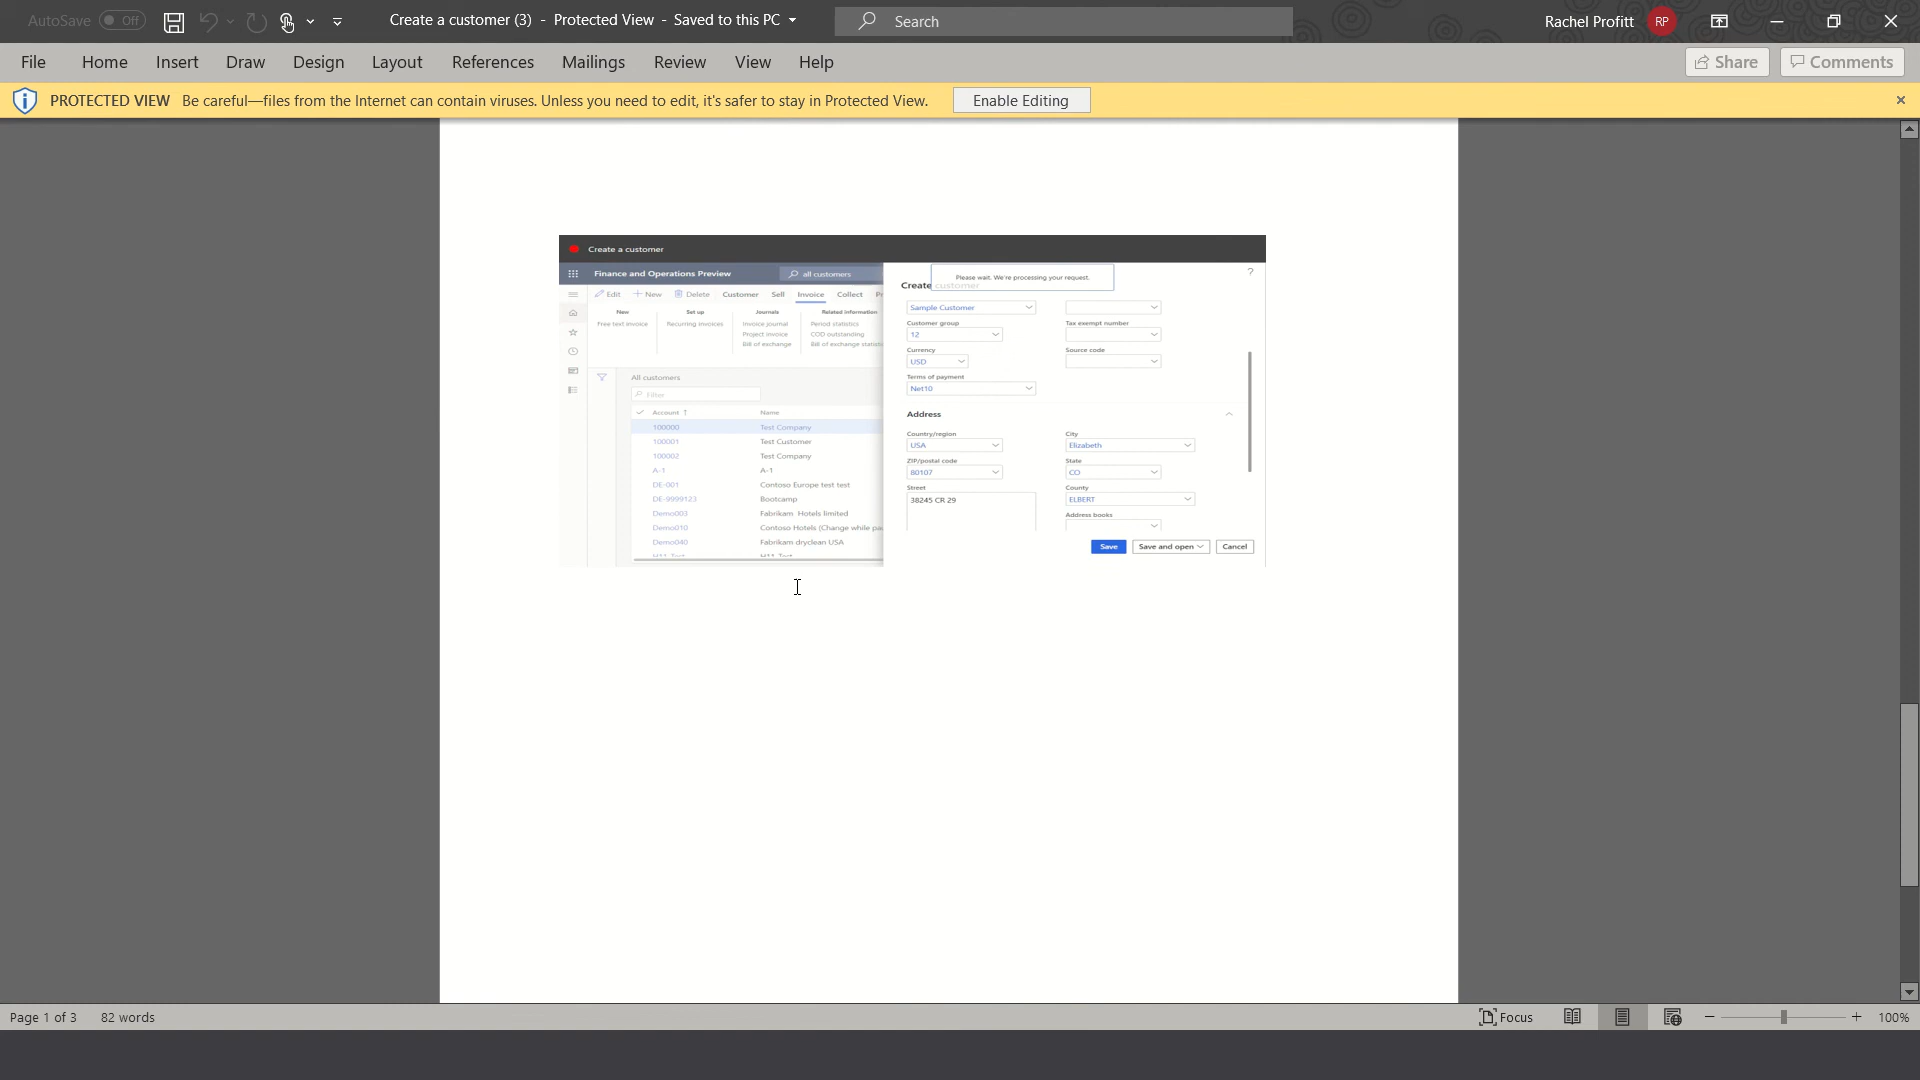 AutoSave Off Create a customer (3) - Protected View - Saved to this PC Search Rachel Profitt RP
File Home Insert Draw Design Layout References Mailings Review View Help Share Comments
PROTECTED VIEW Be careful—files from the Internet can contain viruses. Unless you need to edit, it's safer to stay in Protected View. Enable Editing
Create a customer
Finance and Operations Preview all customers
Edit New Delete Customer Sell Invoice Collect
New Set up Journals Related information
Free text invoice Recurring invoices Invoice journal Period statistics
Project invoice COD outstanding
Bill of exchange Bill of exchange
All customers
Filter
Account Name
100000 Test Company
100001 Test Customer
100002 Test Company
A-1 A-1
DE-001 Contoso Europe test test
DE-9999123 Bootcamp
Demo003 Fabrikam Hotels limited
Demo010 Contoso Hotels (Change while
Demo040 Fabrikam dryclean USA
Please wait. We're processing your request.
?
Create customer
Sample Customer
Customer group Tax exempt number
12
Currency Source code
USD
Terms of payment
Net10
Address
Country/region City
USA Elizabeth
ZIP/postal code State
80107 CO
Street County
38245 CR 29 ELBERT
Address books
Save Save and open Cancel
Page 1 of 3 82 words Focus 100%